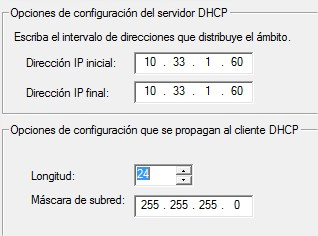 Opciones de configuración del servidor DHCP
Escriba el intervalo de direcciones que distribuye el ámbito.
Dirección IP inicial: 10 . 33 . 1 . 60
Dirección IP final: 10 . 33 . 1 . 60
Opciones de configuración que se propagan al cliente DHCP
Longitud: 24
Máscara de subred: 255 . 255 . 255 . 0